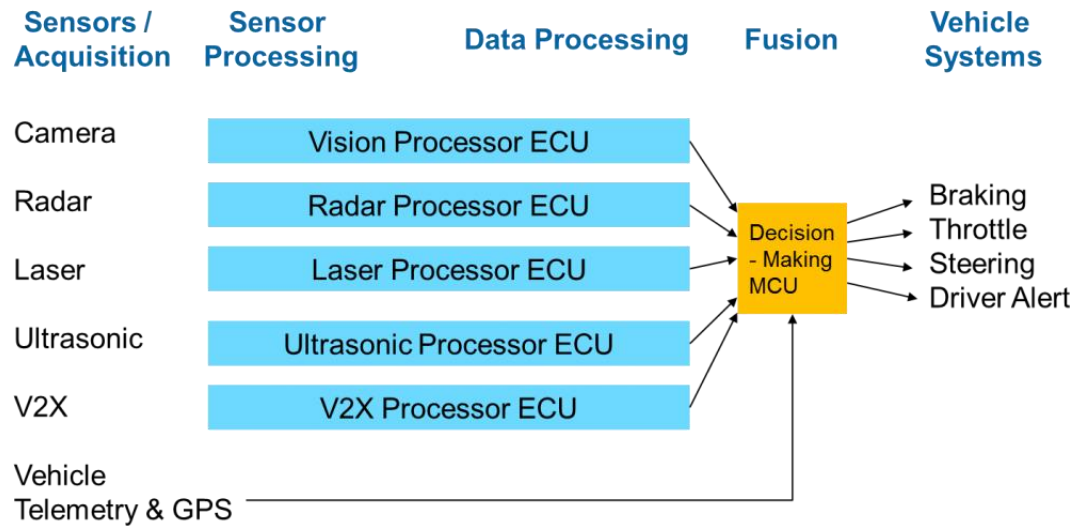 Sensors /
Acquisition
Sensor
Processing
Data Processing
Fusion
Vehicle
Systems
Camera
Vision Processor ECU
Radar
Radar Processor ECU
Laser
Laser Processor ECU
Ultrasonic
Ultrasonic Processor ECU
V2X
V2X Processor ECU
Vehicle
Telemetry & GPS
Decision
- Making
MCU
Braking
Throttle
Steering
Driver Alert